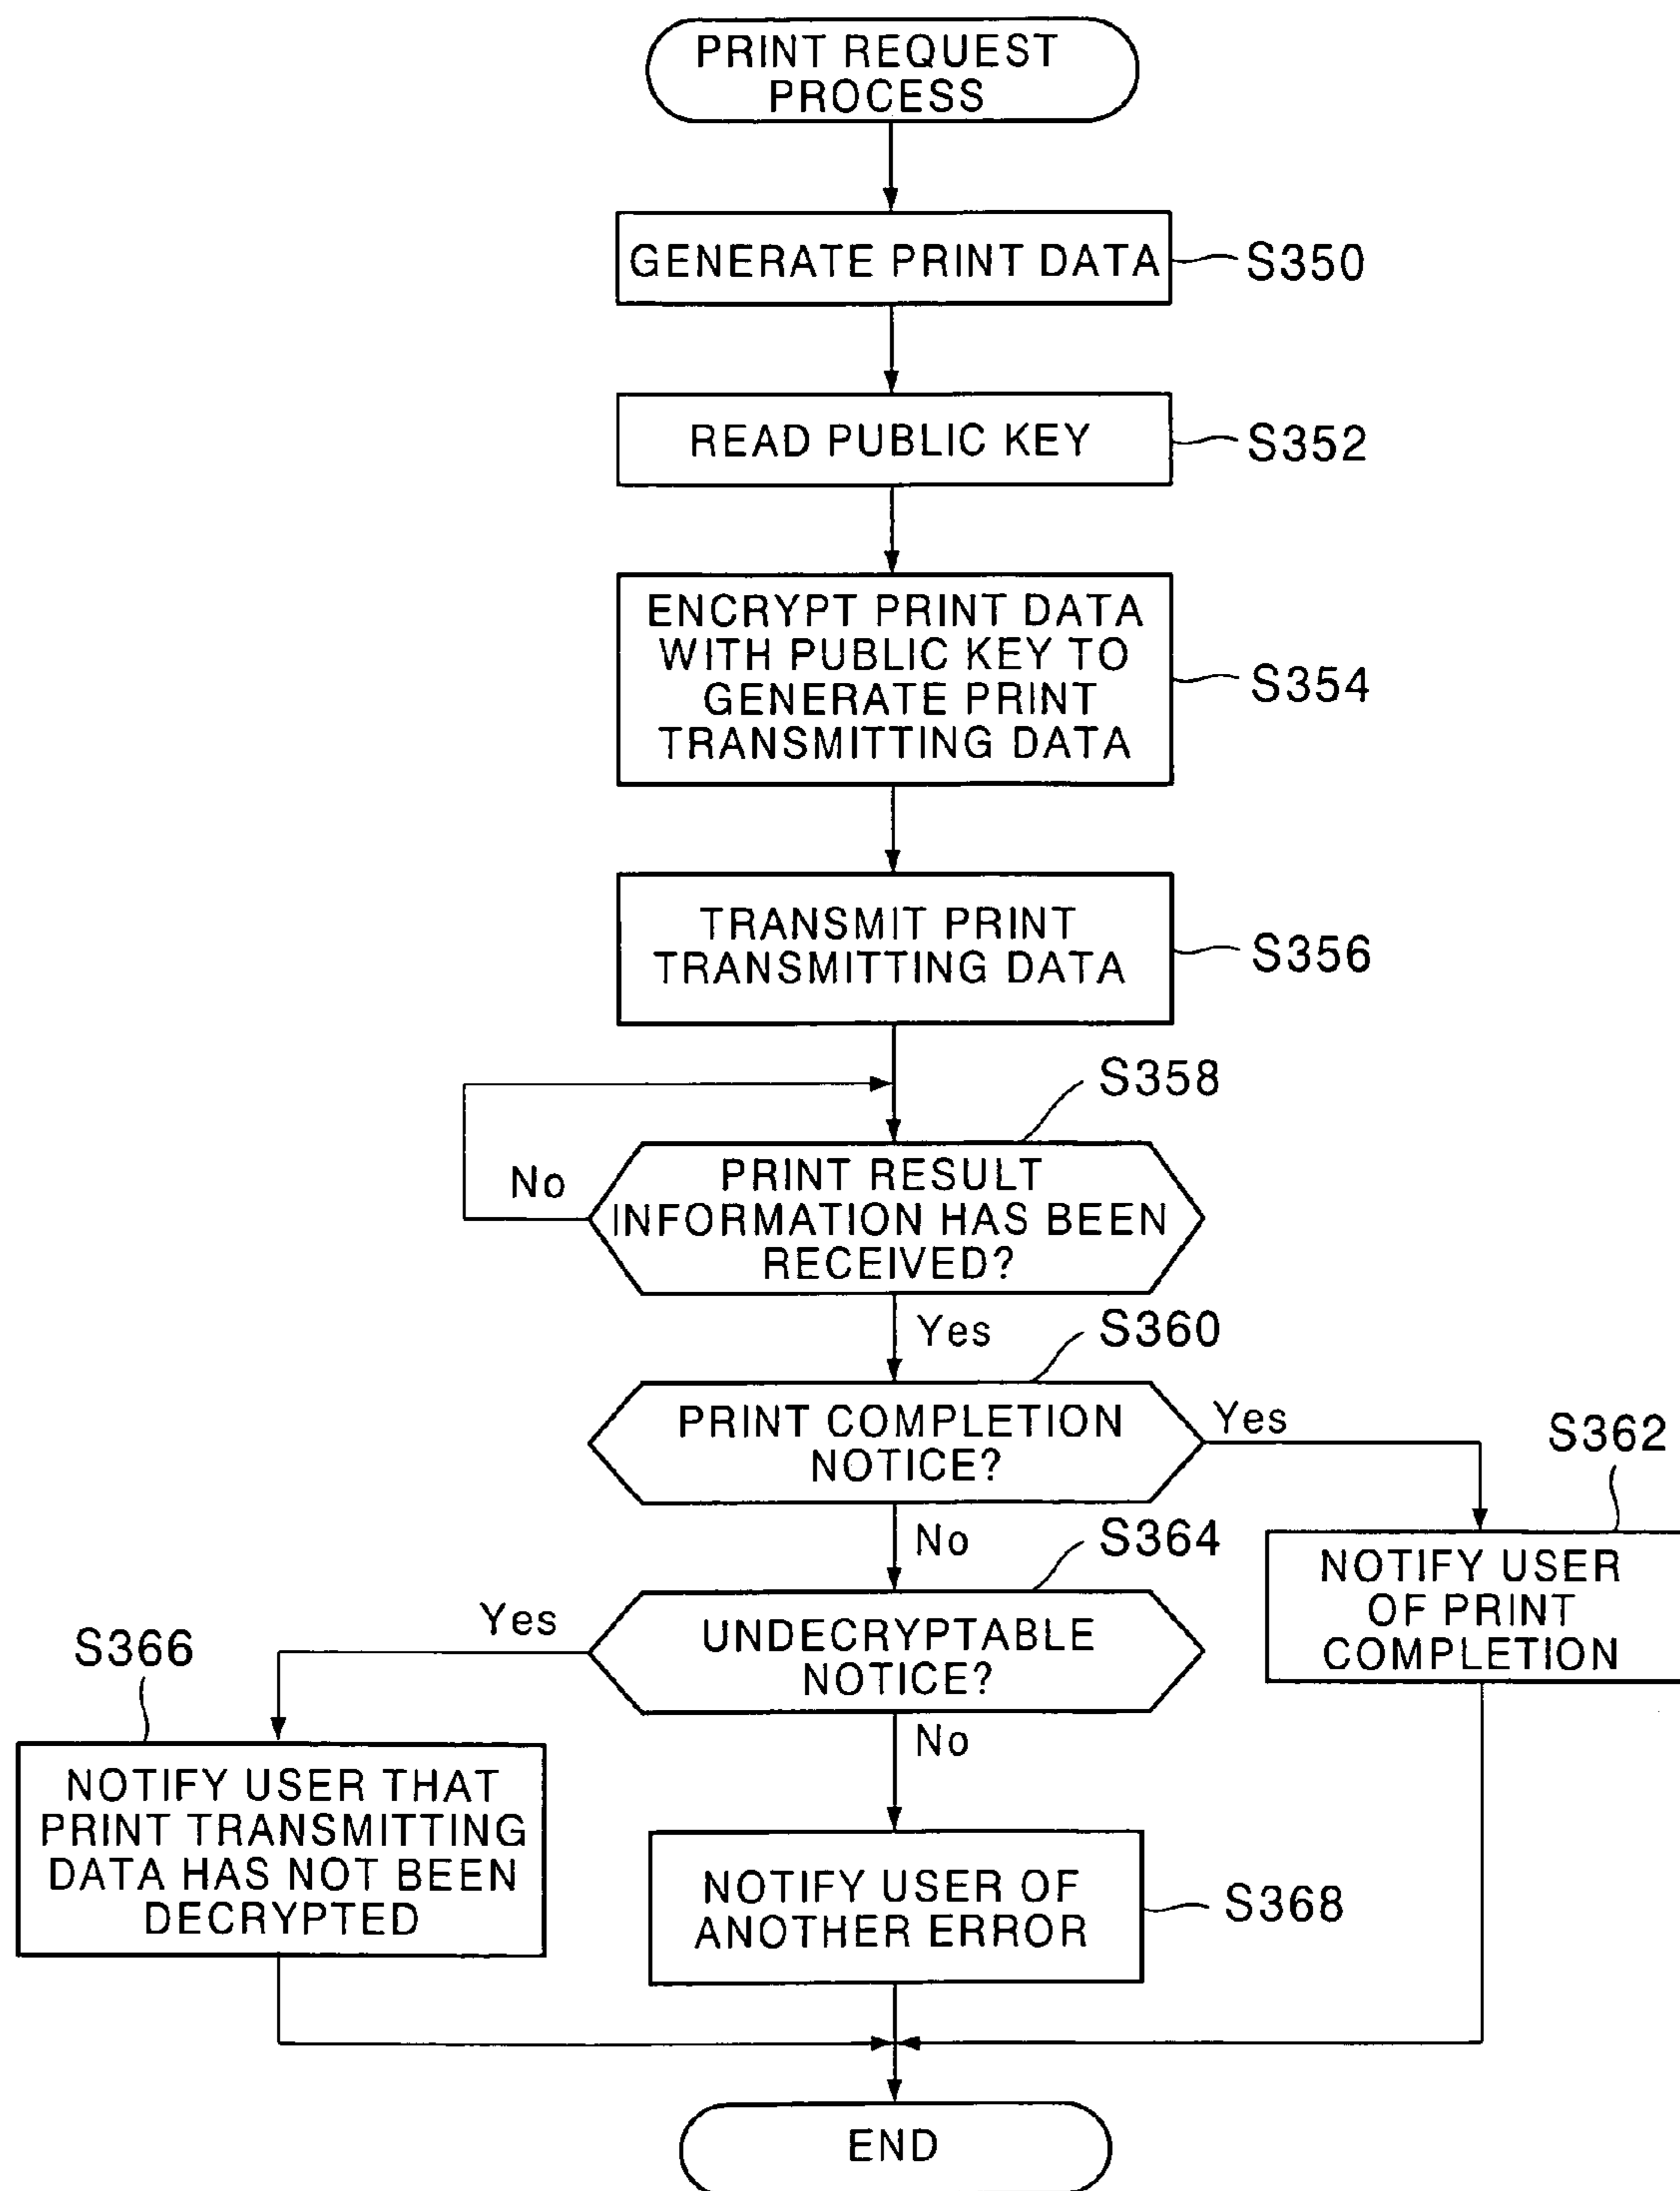 PRINT REQUEST
PROCESS
GENERATE PRINT DATA
S350
READ PUBLIC KEY
S352
ENCRYPT PRINT DATA
WITH PUBLIC KEY TO
GENERATE PRINT
TRANSMITTING DATA
S354
TRANSMIT PRINT
TRANSMITTING DATA
S356
S358
No
PRINT RESULT
INFORMATION HAS BEEN
RECEIVED?
Yes
S360
PRINT COMPLETION
NOTICE?
Yes
S362
NOTIFY USER
OF PRINT
COMPLETION
No
S364
UNDECRYPTABLE
NOTICE?
Yes
S366
NOTIFY USER THAT
PRINT TRANSMITTING
DATA HAS NOT BEEN
DECRYPTED
No
NOTIFY USER OF
ANOTHER ERROR
S368
END